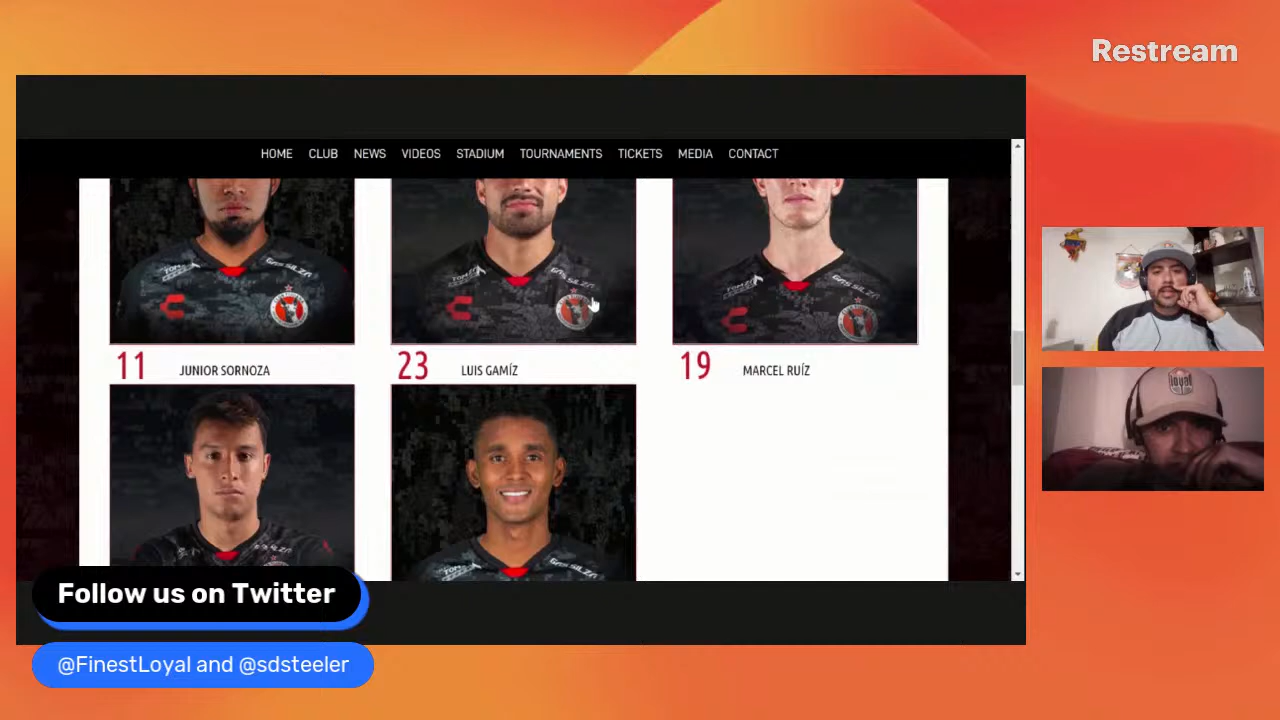 Restream
HOME CLUB NEWS VIDEOS STADIUM TOURNAMENTS TICKETS MEDIA CONTACT
11 JUNIOR SORNOZA
23 LUIS GAMÍZ
19 MARCEL RUÍZ
loyal
Follow us on Twitter
@FinestLoyal and @sdsteeler